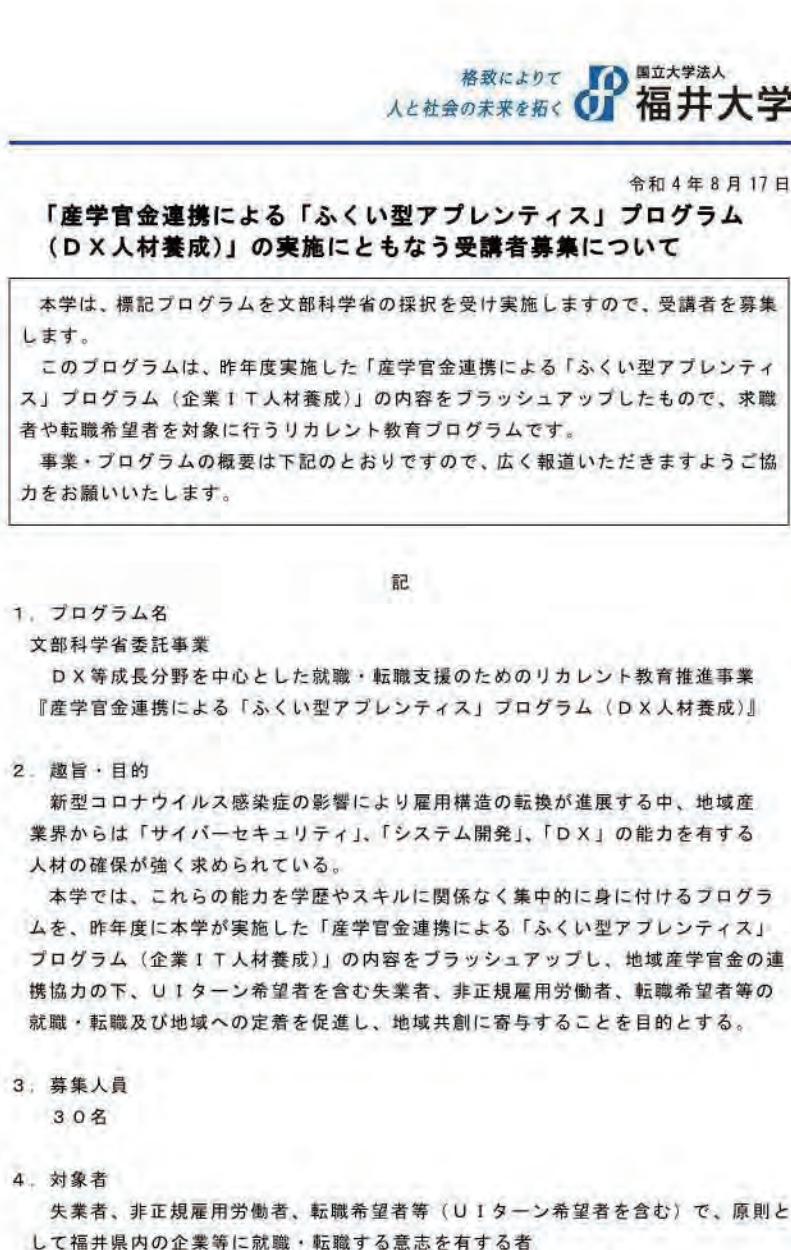 格致によりて
人と社会の未来を拓く
国立大学法人
福井大学
令和4年8月17日
「産学官金連携による「ふくい型アプレンティス」プログラム
(DX人材養成)」の実施にともなう受講者募集について
本学は、標記プログラムを文部科学省の採択を受け実施しますので、受講者を募集
します。
このプログラムは、昨年度実施した「産学官金連携による「ふくい型アプレンティ
ス」プログラム（企業IT人材養成）」の内容をブラッシュアップしたもので、求職
者や転職希望者を対象に行うリカレント教育プログラムです。
事業・プログラムの概要は下記のとおりですので、広く報道いただきますようご協
力をお願いいたします。
記
1．プログラム名
文部科学省委託事業
DX等成長分野を中心とした就職・転職支援のためのリカレント教育推進事業
『産学官金連携による「ふくい型アプレンティス」プログラム（DX人材養成）』
2．趣旨・目的
新型コロナウイルス感染症の影響により雇用構造の転換が進展する中、地域産
業界からは「サイバーセキュリティ」、「システム開発」、「DX」の能力を有する
人材の確保が強く求められている。
本学では、これらの能力を学歴やスキルに関係なく集中的に身に付けるプログラ
ムを、昨年度に本学が実施した「産学官金連携による「ふくい型アプレンティス」
プログラム（企業IT人材養成）」の内容をブラッシュアップし、地域産学官金の連
携協力の下、UIターン希望者を含む失業者、非正規雇用労働者、転職希望者等の
就職・転職及び地域への定着を促進し、地域共創に寄与することを目的とする。
3．募集人員
30名
4．対象者
失業者、非正規雇用労働者、転職希望者等（UIターン希望者を含む）で、原則と
して福井県内の企業等に就職・転職する意志を有する者